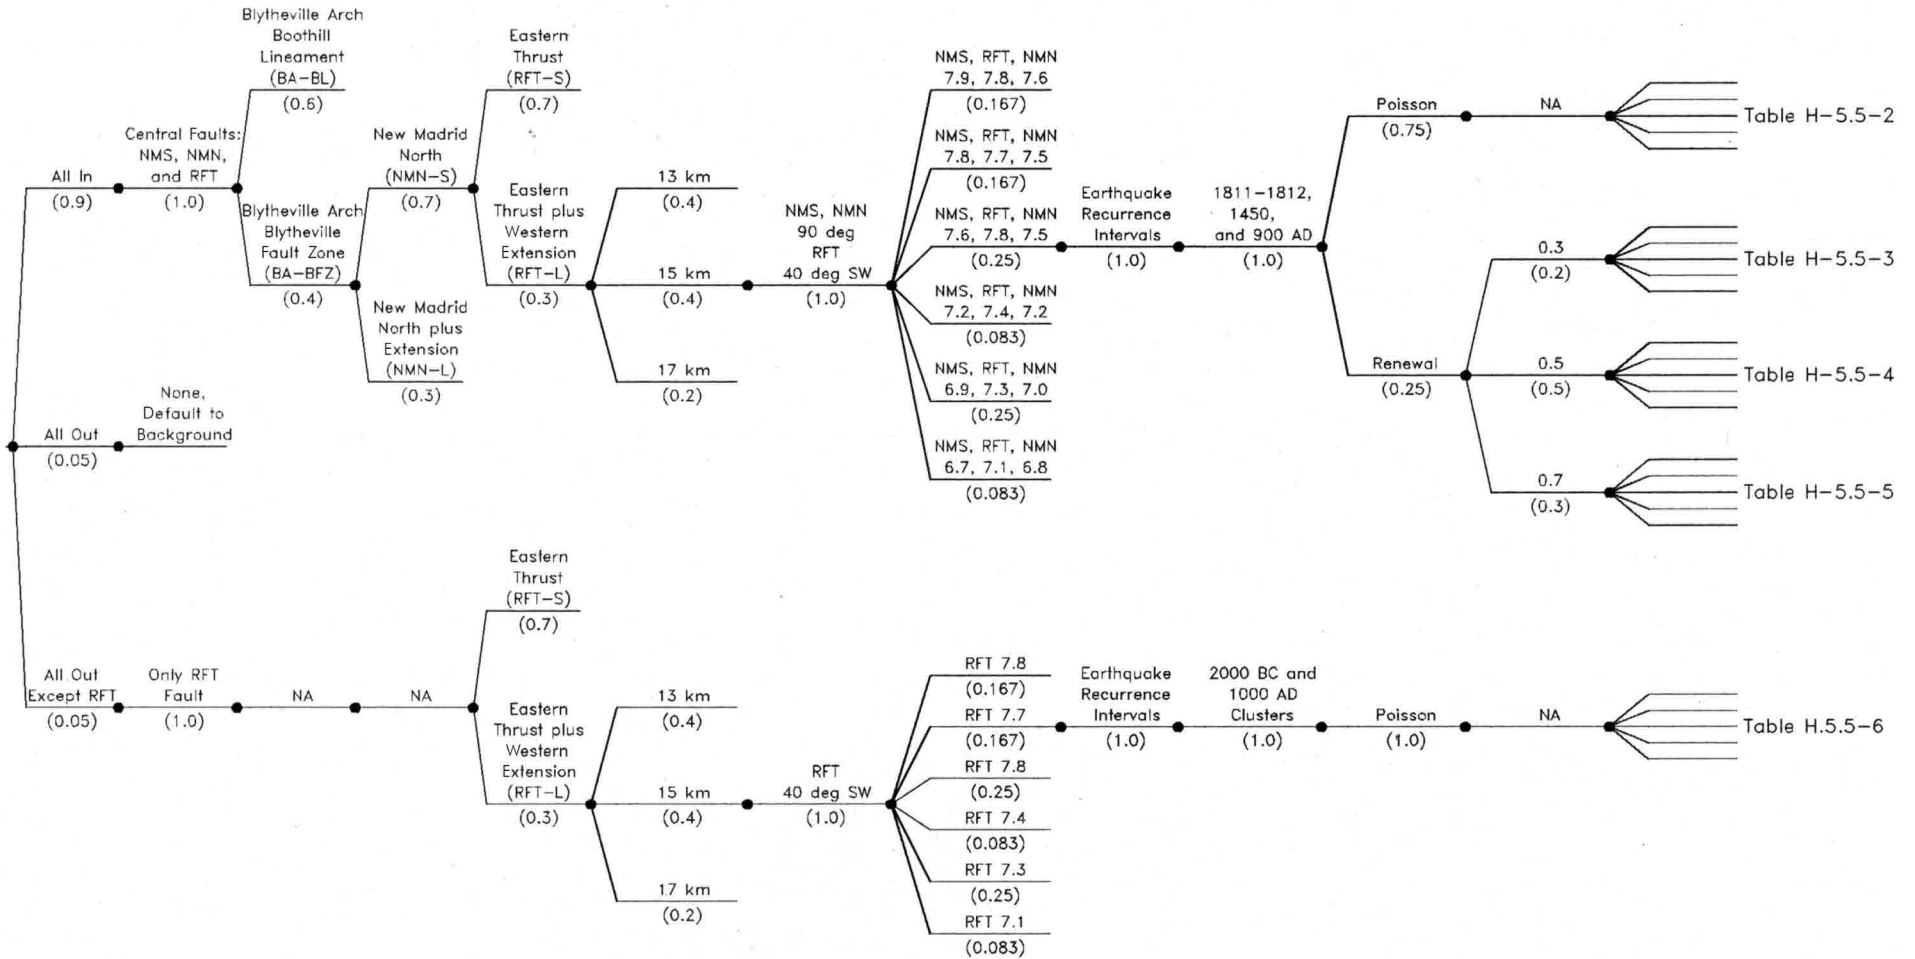 Blytheville Arch
Boothill
Lineament
(BA-BL)
(0.6)
All In
(0.9)
Central Faults:
NMS, NMN,
and RFT
(1.0)
Blytheville Arch
Blytheville
Fault Zone
(BA-BFZ)
(0.4)
New Madrid
North
(NMN-S)
(0.7)
New Madrid
North plus
Extension
(NMN-L)
(0.3)
Eastern
Thrust
(RFT-S)
(0.7)
Eastern
Thrust plus
Western
Extension
(RFT-L)
(0.3)
13 km
(0.4)
15 km
(0.4)
17 km
(0.2)
NMS, NMN
90 deg
RFT
40 deg SW
(1.0)
NMS, RFT, NMN
7.9, 7.8, 7.6
(0.167)
NMS, RFT, NMN
7.8, 7.7, 7.5
(0.167)
NMS, RFT, NMN
7.6, 7.8, 7.5
(0.25)
NMS, RFT, NMN
7.2, 7.4, 7.2
(0.083)
NMS, RFT, NMN
6.9, 7.3, 7.0
(0.25)
NMS, RFT, NMN
6.7, 7.1, 6.8
(0.083)
Earthquake
Recurrence
Intervals
(1.0)
1811-1812,
1450,
and 900 AD
(1.0)
Poisson
(0.75)
NA
Table H-5.5-2
Renewal
(0.25)
0.3
(0.2)
Table H-5.5-3
0.5
(0.5)
Table H-5.5-4
0.7
(0.3)
Table H-5.5-5
All Out
(0.05)
None,
Default to
Background
All Out
Except RFT
(0.05)
Only RFT
Fault
(1.0)
NA
NA
Eastern
Thrust
(RFT-S)
(0.7)
Eastern
Thrust plus
Western
Extension
(RFT-L)
(0.3)
13 km
(0.4)
15 km
(0.4)
17 km
(0.2)
RFT
40 deg SW
(1.0)
RFT 7.8
(0.167)
RFT 7.7
(0.167)
RFT 7.8
(0.25)
RFT 7.4
(0.083)
RFT 7.3
(0.25)
RFT 7.1
(0.083)
Earthquake
Recurrence
Intervals
(1.0)
2000 BC and
1000 AD
Clusters
(1.0)
Poisson
(1.0)
NA
Table H.5.5-6